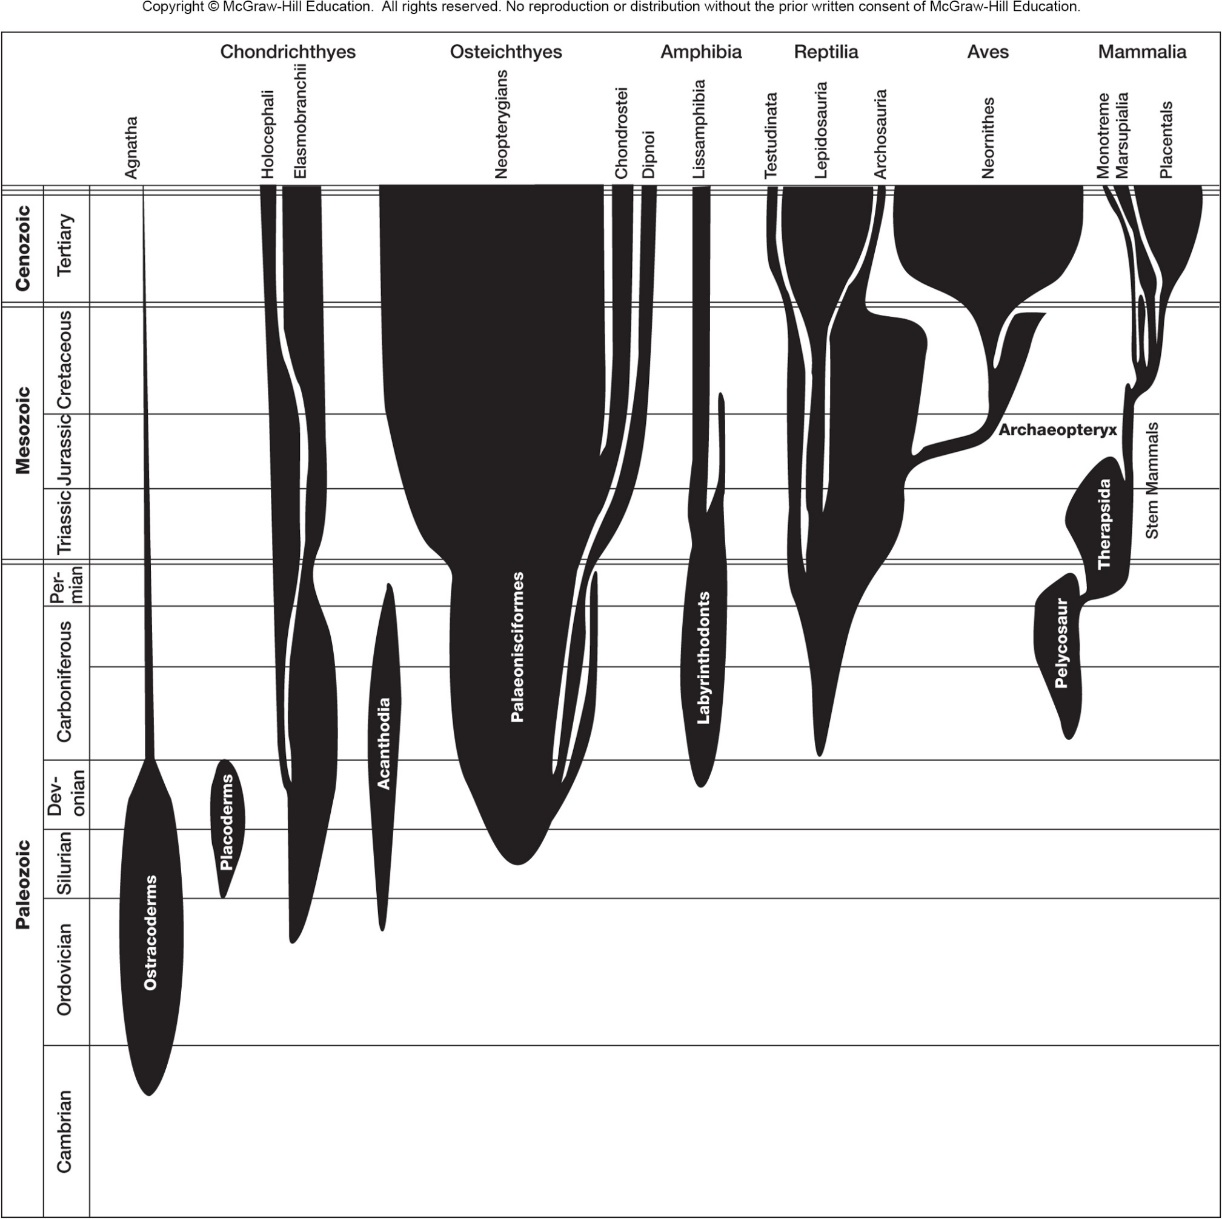 Copyright © McGraw-Hill Education. All rights reserved. No reproduction or distribution without the prior written consent of McGraw-Hill Education.
Chondrichthyes
Osteichthyes
Amphibia
Reptilia
Aves
Mammalia
Agnatha
Holocephali
Elasmobranchii
Neopterygians
Chondrostei
Dipnoi
Lissamphibia
Testudinata
Lepidosauria
Archosauria
Neornithes
Monotreme
Marsupialia
Placentals
Cenozoic
Tertiary
Mesozoic
Cretaceous
Jurassic
Triassic
Paleozoic
Per-
mian
Carboniferous
Dev-
onian
Silurian
Ordovician
Cambrian
Ostracoderms
Placoderms
Acanthodia
Palaeonisciformes
Labyrinthodonts
Archaeopteryx
Stem Mammals
Therapsida
Pelycosaur